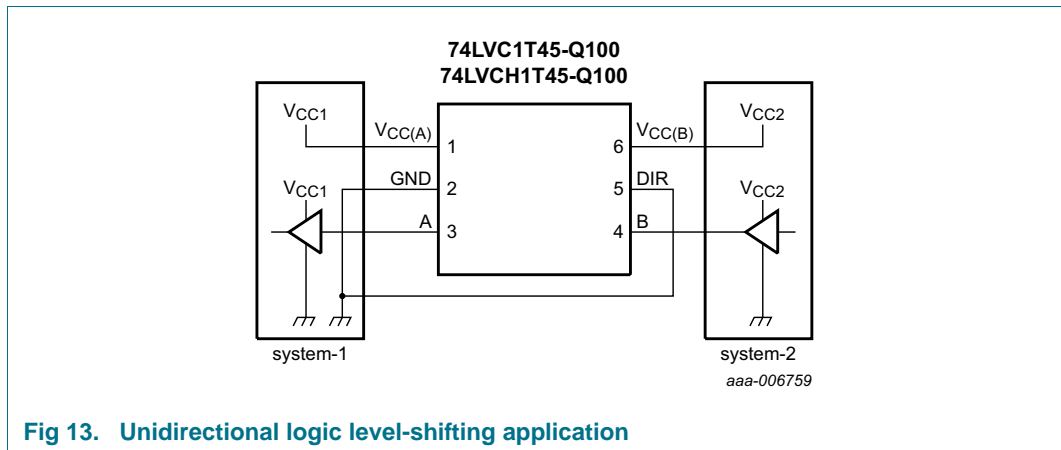 74LVC1T45-Q100
74LVCH1T45-Q100
VCC1
VCC(A)
1
6
VCC(B)
VCC2
GND
2
5
DIR
VCC1
VCC2
A
3
4
B
system-1
system-2
aaa-006759
Fig 13. Unidirectional logic level-shifting application